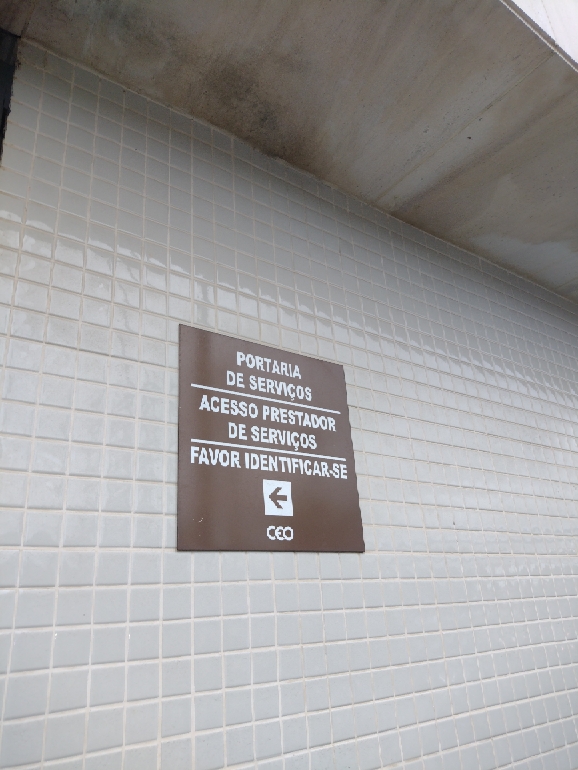 PORTARIA
DE SERVIÇOS
ACESSO PRESTADOR
DE SERVIÇOS
FAVOR IDENTIFICAR-SE
CEO